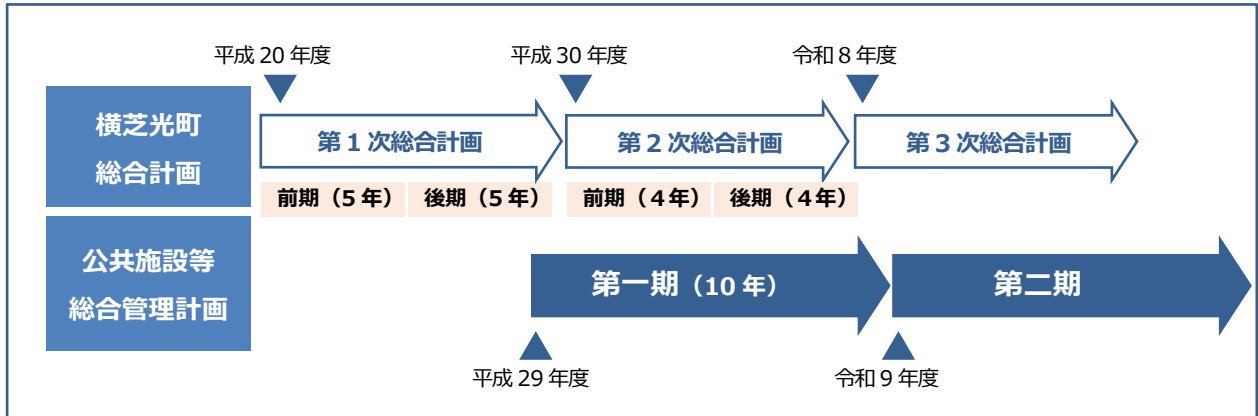 平成 20 年度
平成 30 年度
令和 8 年度
横芝光町
総合計画
第 1 次総合計画
第 2 次総合計画
第 3 次総合計画
前期（5 年）
後期（5 年）
前期（4 年）
後期（4 年）
公共施設等
総合管理計画
第一期（10 年）
第二期
平成 29 年度
令和 9 年度